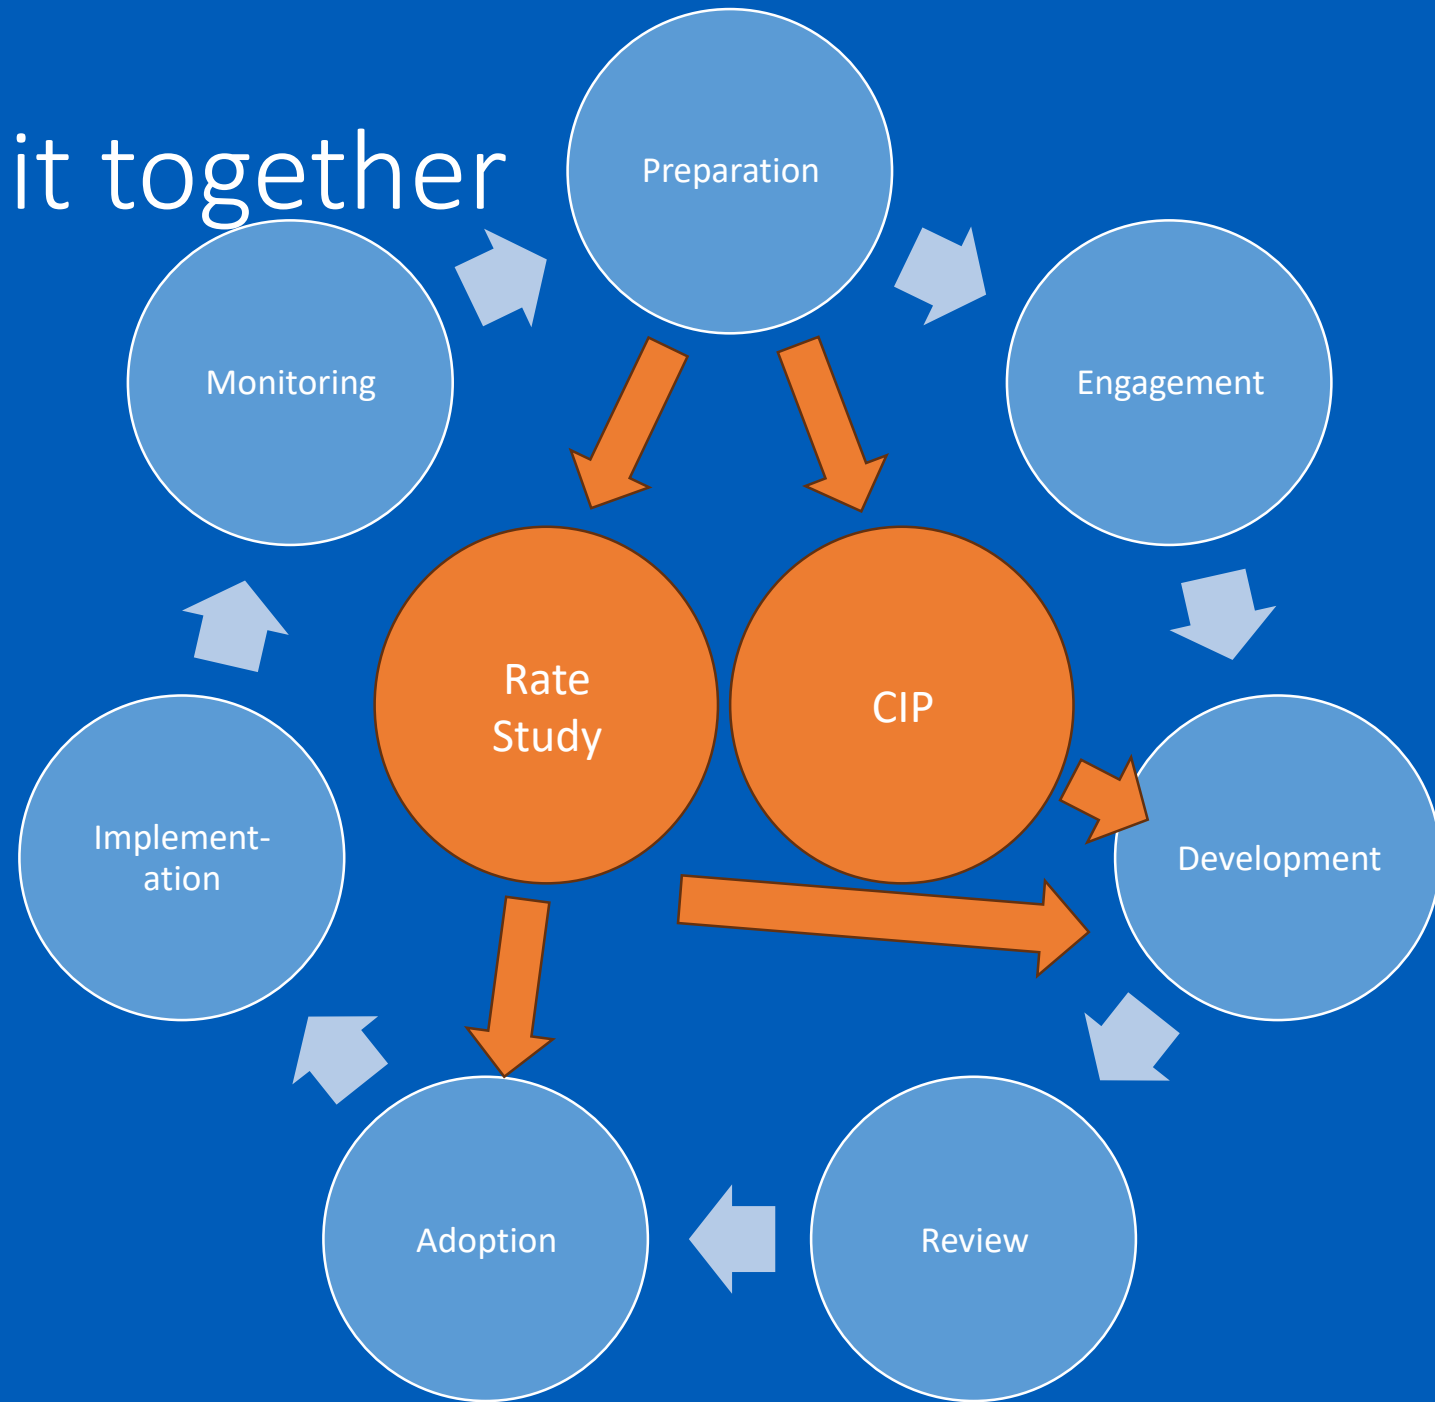 it together
Preparation
Engagement
Development
Review
Adoption
Implement-
ation
Monitoring
Rate
Study
CIP